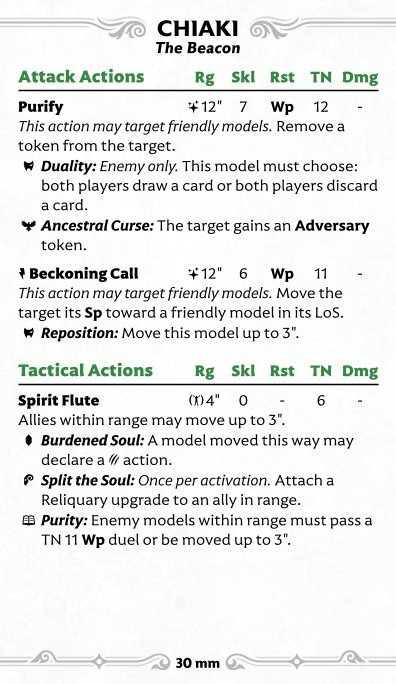 CHIAKI
The Beacon
Attack Actions Rg Skl Rst TN Dmg
Purify 12" 7 Wp 12 -
This action may target friendly models. Remove a
token from the target.
Duality: Enemy only. This model must choose:
both players draw a card or both players discard
a card.
Ancestral Curse: The target gains an Adversary
token.
Beckoning Call 12" 6 Wp 11 -
This action may target friendly models. Move the
target its Sp toward a friendly model in its LoS.
Reposition: Move this model up to 3".
Tactical Actions Rg Skl Rst TN Dmg
Spirit Flute 4" 0 - 6 -
Allies within range may move up to 3".
Burdened Soul: A model moved this way may
declare a action.
Split the Soul: Once per activation. Attach a
Reliquary upgrade to an ally in range.
Purity: Enemy models within range must pass a
TN 11 Wp duel or be moved up to 3".
30 mm